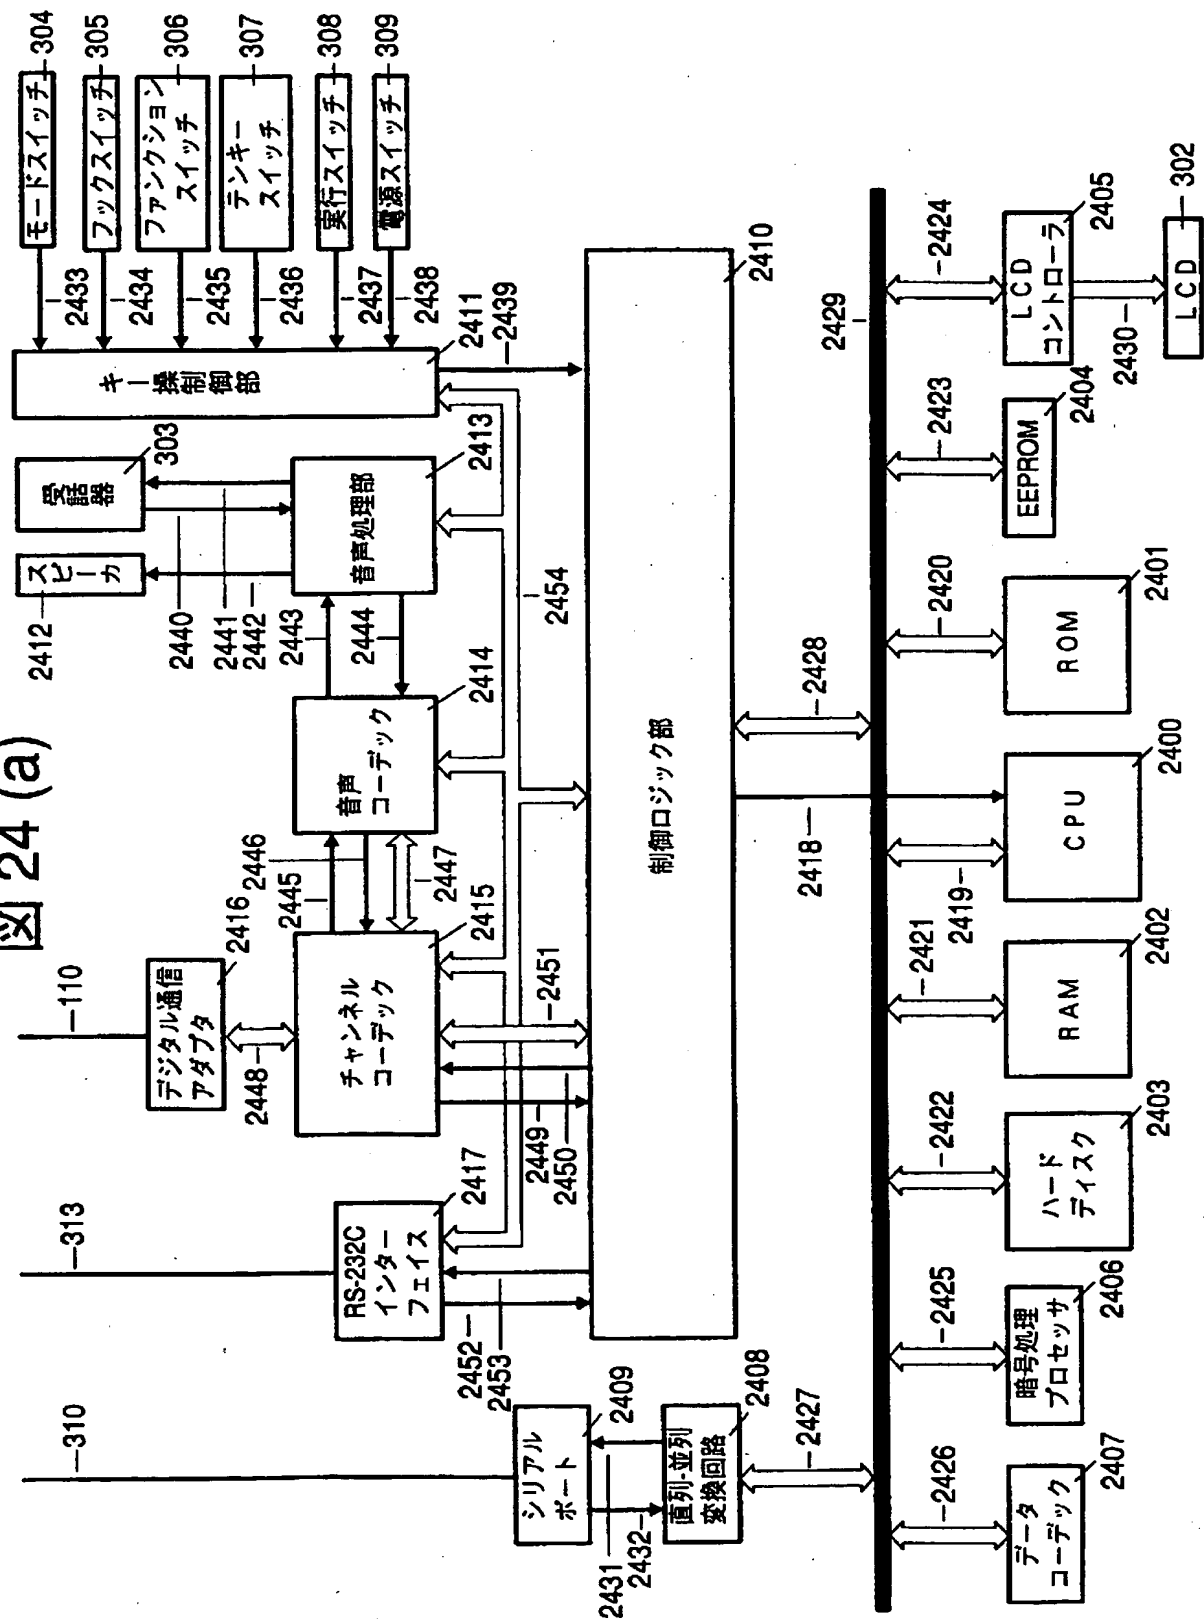 図 24 (a)
310
313
110
2412
スピーカ
受話器
303
モードスイッチ
304
フックスイッチ
305
ファンクション
スイッチ
306
テンキー
スイッチ
307
実行スイッチ
308
電源スイッチ
309
2433
2434
2435
2436
2437
2438
キー操制御部
2411
2439
デジタル通信
アダプタ
2416
2448
2440
2441
2442
音声処理部
2413
2443
2444
音声
コーデック
2414
2445
2446
2447
チャンネル
コーデック
2415
RS-232C
インター
フェイス
2417
2454
2452
2453
2449
2450
2451
シリアル
ポート
2409
2431
2432
直列-並列
変換回路
2408
2427
制御ロジック部
2410
2418
2428
2429
2426
2425
2422
2421
2419
2420
2423
2424
データ
コーデック
2407
暗号処理
プロセッサ
2406
ハード
ディスク
2403
RAM
2402
CPU
2400
ROM
2401
EEPROM
2404
LCD
コントローラ
2405
2430
LCD
302